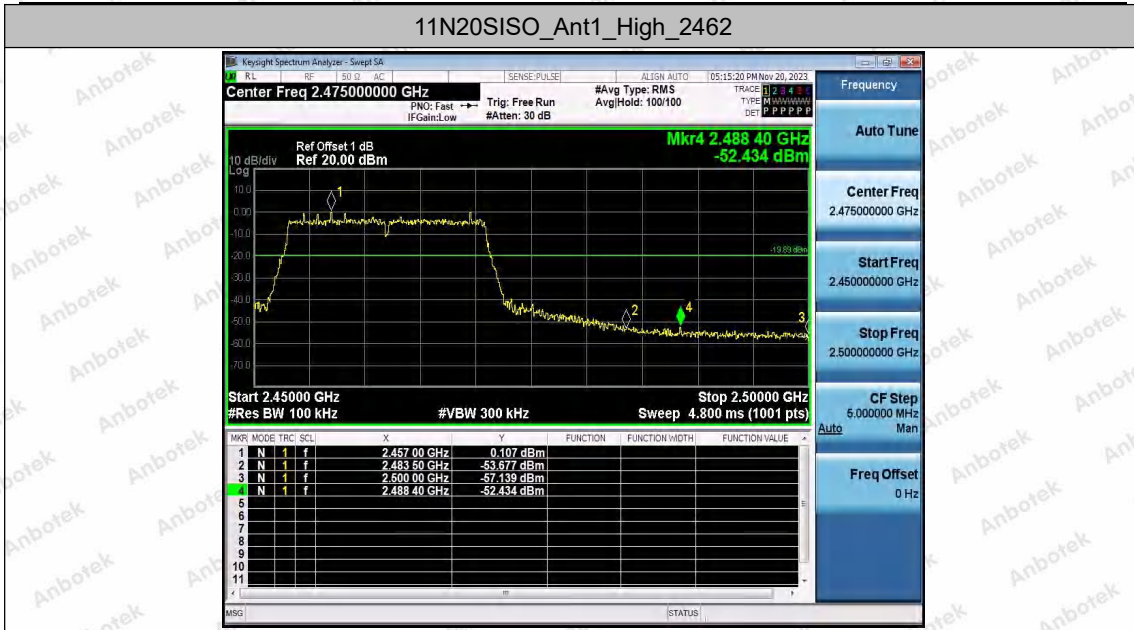 11N20SISO_Ant1_High_2462
Keysight Spectrum Analyzer - Swept SA
RL RF 50 Ω AC SENSE:PULSE ALIGN AUTO 05:15:20 PM Nov 20, 2023
Center Freq 2.475000000 GHz
PNO: Fast
IFGain:Low
Trig: Free Run
#Atten: 30 dB
#Avg Type: RMS
Avg|Hold: 100/100
TRACE 1 2 3 4 5 6
TYPE M WWWWW
DET P P P P P P
Ref Offset 1 dB
Ref 20.00 dBm
10 dB/div
Log
Mkr4 2.488 40 GHz
-52.434 dBm
10.0
0.00
-10.0
-20.0
-30.0
-40.0
-50.0
-60.0
-70.0
1
-19.89 dBm
2
4
3
Start 2.45000 GHz
Stop 2.50000 GHz
#Res BW 100 kHz
#VBW 300 kHz
Sweep 4.800 ms (1001 pts)
MKR MODE TRC SCL X Y FUNCTION FUNCTION WIDTH FUNCTION VALUE
1 N 1 f 2.457 00 GHz 0.107 dBm
2 N 1 f 2.483 50 GHz -53.677 dBm
3 N 1 f 2.500 00 GHz -57.139 dBm
4 N 1 f 2.488 40 GHz -52.434 dBm
5
6
7
8
9
10
11
MSG
STATUS
Frequency
Auto Tune
Center Freq
2.475000000 GHz
Start Freq
2.450000000 GHz
Stop Freq
2.500000000 GHz
CF Step
5.000000 MHz
Auto Man
Freq Offset
0 Hz
Anbotek